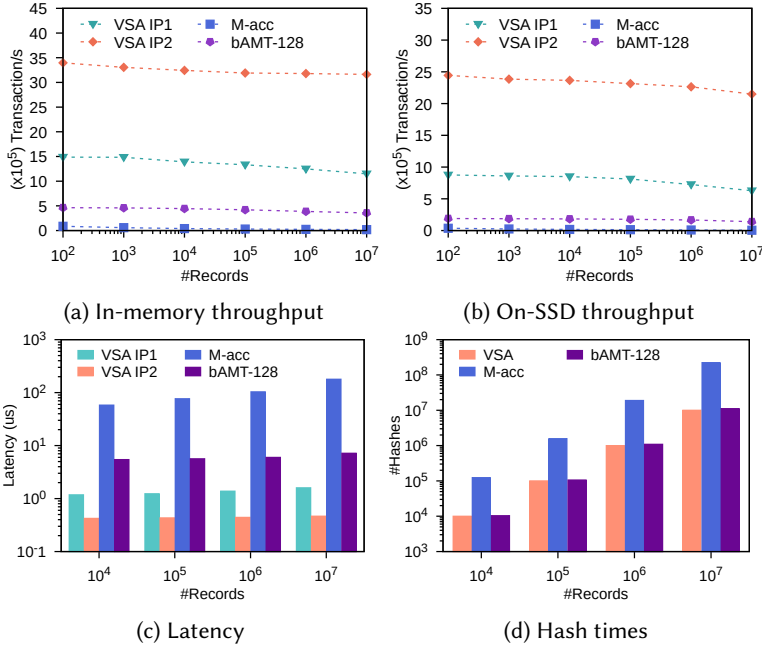 VSA IP1
VSA IP2
M-acc
bAMT-128
(x10⁵) Transaction/s
45
40
35
30
25
20
15
10
5
0
10²
10³
10⁴
10⁵
10⁶
10⁷
#Records
(a) In-memory throughput
VSA IP1
VSA IP2
M-acc
bAMT-128
(x10⁵) Transaction/s
35
30
25
20
15
10
5
0
10²
10³
10⁴
10⁵
10⁶
10⁷
#Records
(b) On-SSD throughput
VSA IP1
VSA IP2
M-acc
bAMT-128
Latency (us)
10³
10²
10¹
10⁰
10⁻¹
10⁴
10⁵
10⁶
10⁷
#Records
(c) Latency
VSA
M-acc
bAMT-128
#Hashes
10⁹
10⁸
10⁷
10⁶
10⁵
10⁴
10³
10⁴
10⁵
10⁶
10⁷
#Records
(d) Hash times